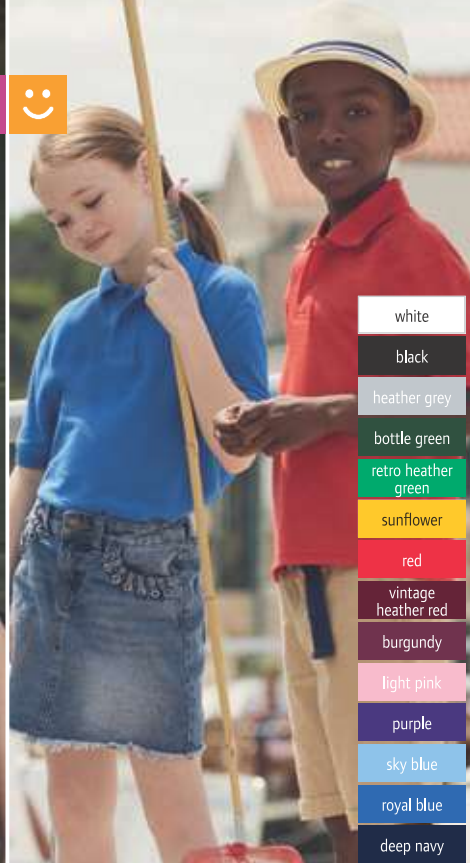 white
black
heather grey
bottle green
retro heather
green
sunflower
red
vintage
heather red
burgundy
light pink
purple
sky blue
royal blue
deep navy